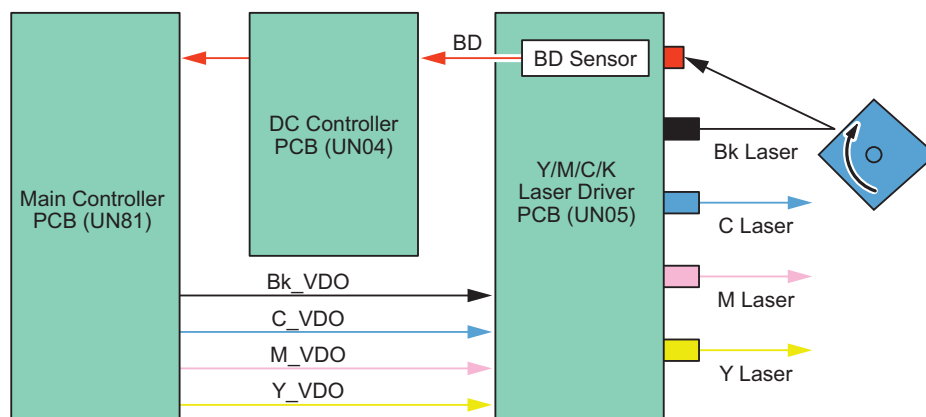 BD
BD Sensor
DC Controller
PCB (UN04)
Bk Laser
Main Controller
PCB (UN81)
Y/M/C/K
Laser Driver
PCB (UN05)
C Laser
Bk_VDO
M Laser
C_VDO
M_VDO
Y Laser
Y_VDO